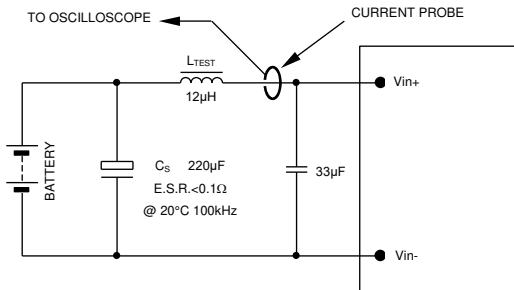 TO OSCILLOSCOPE
CURRENT PROBE
LTEST
12μH
Vin+
BATTERY
CS 220μF
E.S.R.<0.1Ω
@ 20°C 100kHz
33μF
Vin-